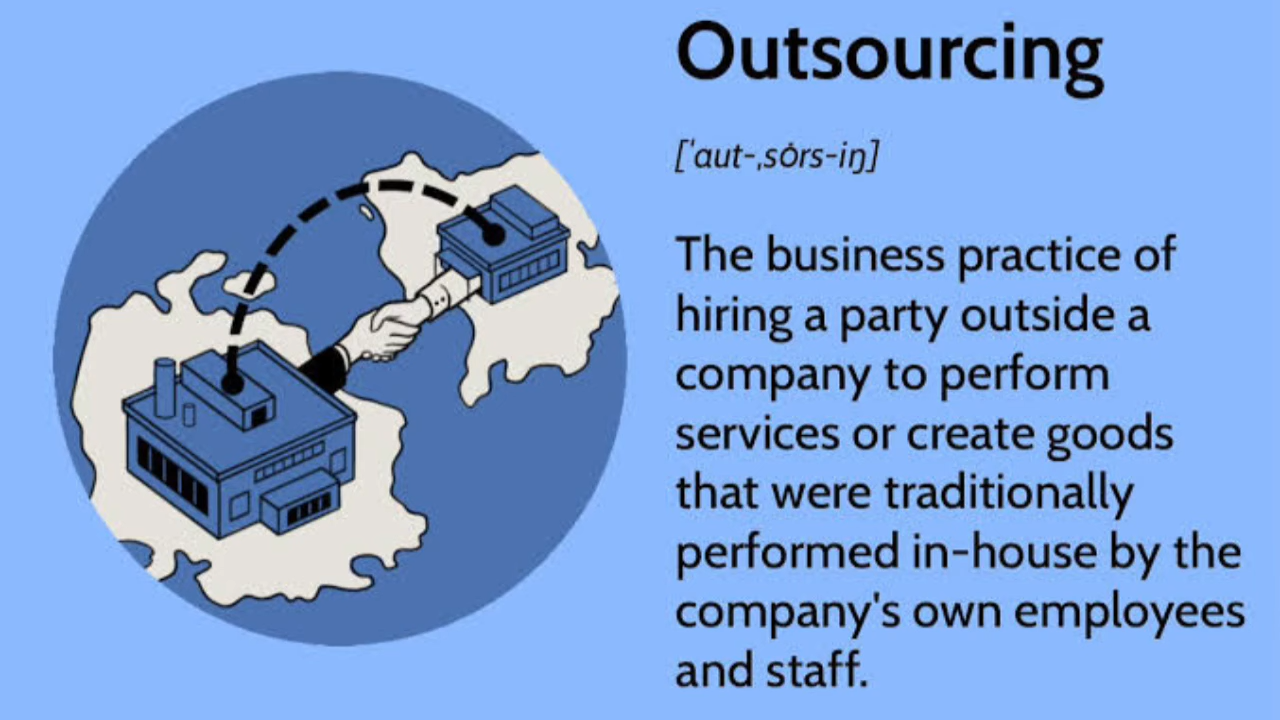 Outsourcing
[ˈaut-ˌsȯrs-iŋ]
The business practice of
hiring a party outside a
company to perform
services or create goods
that were traditionally
performed in-house by the
company's own employees
and staff.